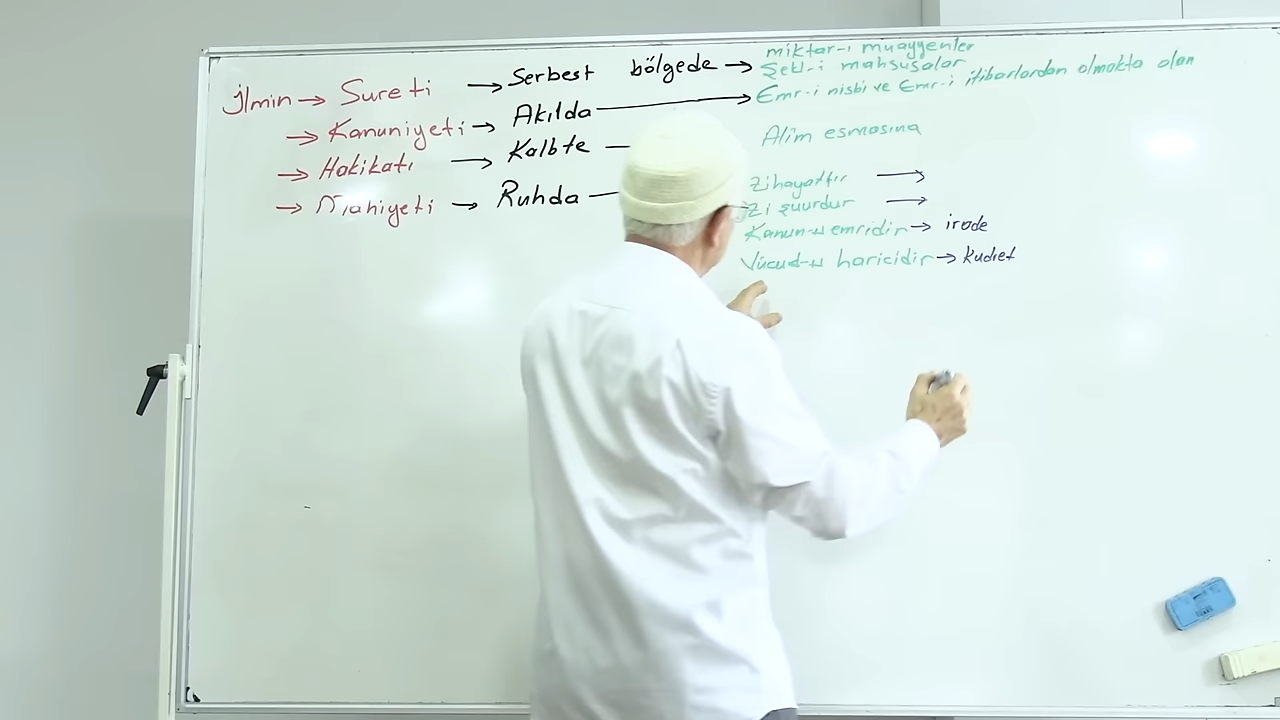 İlmin → Sureti → Serbest bölgede → miktar-ı muayyenler
Şekl-i mahsusalar
→ Kanuniyeti → Akılda → Emr-i nisbi ve Emr-i itibarlardan olmakta olan
→ Hakikatı → Kalbte —
Alim esmasına
→ Mahiyeti → Ruhda —
Zihayattır →
Zi şuurdur →
Kanun-u emridir → irade
Vücud-u haricidir → kudret